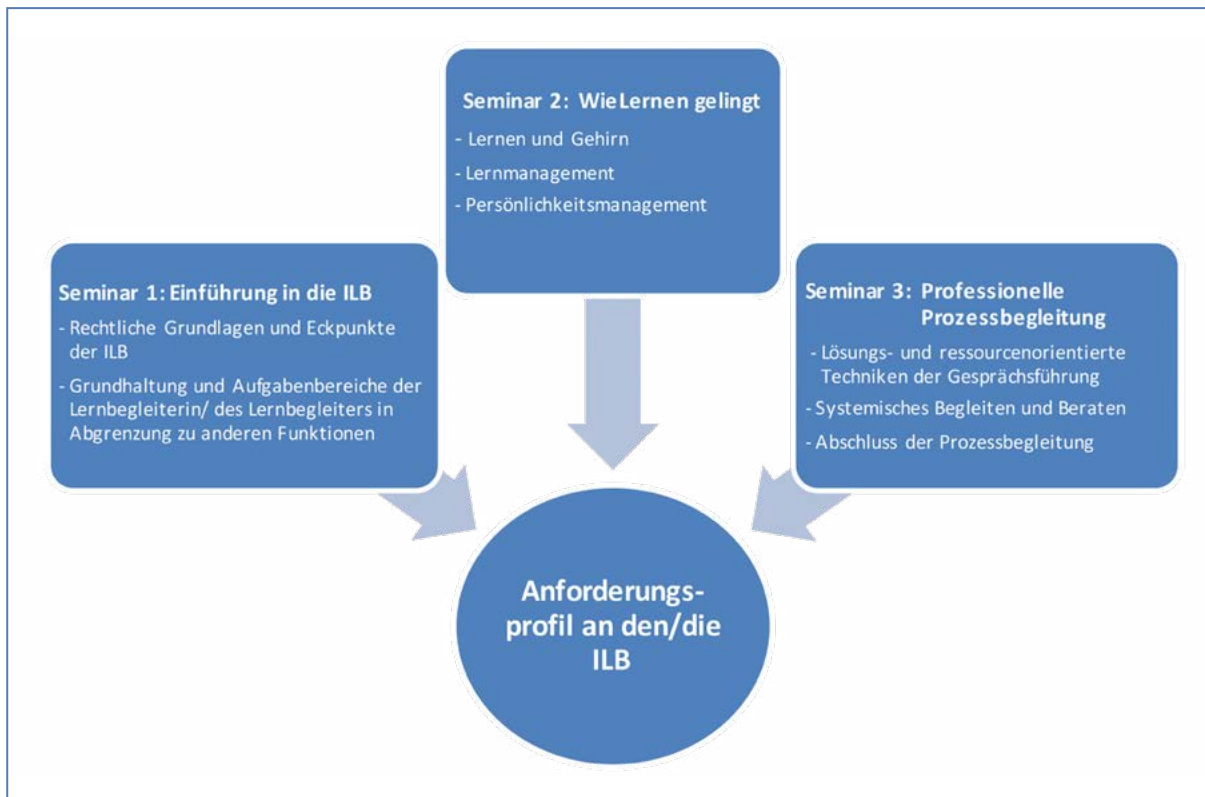 Seminar 1: Einführung in die ILB
- Rechtliche Grundlagen und Eckpunkte
der ILB
- Grundhaltung und Aufgabenbereiche der
Lernbegleiterin/ des Lernbegleiters in
Abgrenzung zu anderen Funktionen
Seminar 2: WieLernen gelingt
- Lernen und Gehirn
- Lernmanagement
- Persönlichkeitsmanagement
Seminar 3: Professionelle
Prozessbegleitung
- Lösungs- und ressourcenorientierte
Techniken der Gesprächsführung
- Systemisches Begleiten und Beraten
- Abschluss der Prozessbegleitung
Anforderungs-
profil an den/die
ILB